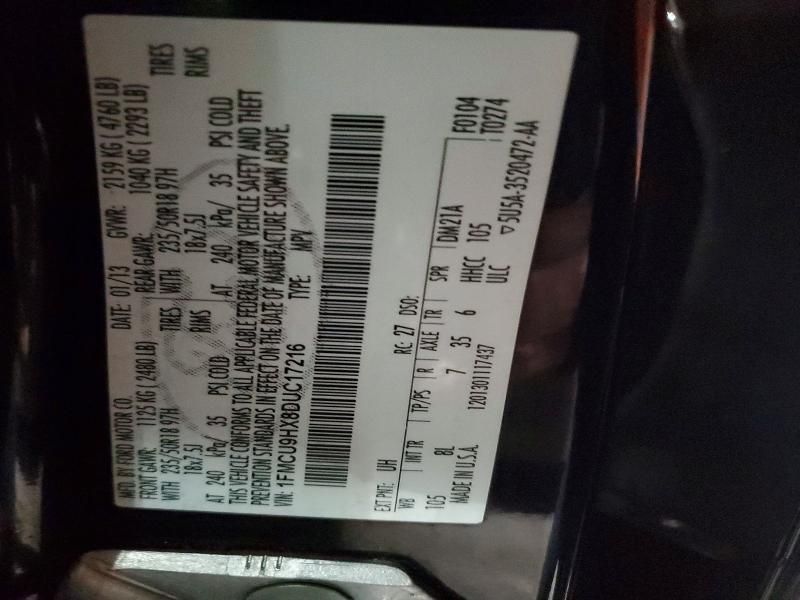 MFD. BY FORD MOTOR CO. DATE: 01/13 GVWR: 2159 KG ( 4760 LB)
FRONT GAWR: 1125 KG ( 2480 LB) REAR GAWR: 1040 KG ( 2293 LB)
WITH 235/50R18 97H TIRES WITH 235/50R18 97H TIRES
18x7.5J RIMS 18x7.5J RIMS
AT 240 kPa/ 35 PSI COLD AT 240 kPa/ 35 PSI COLD
THIS VEHICLE CONFORMS TO ALL APPLICABLE FEDERAL MOTOR VEHICLE SAFETY AND THEFT
PREVENTION STANDARDS IN EFFECT ON THE DATE OF MANUFACTURE SHOWN ABOVE.
VIN: 1FMCU9HX8DUC17216 TYPE: MPV
EXT PNT: UH RC: 27 DSO: F0104
WB INT TR TP/PS R AXLE TR SPR DM21A T0274
105 8L 7 35 6 HHCC 105
MADE IN U.S.A. 1201301117437 ULC ▽5U5A-3520472-AA